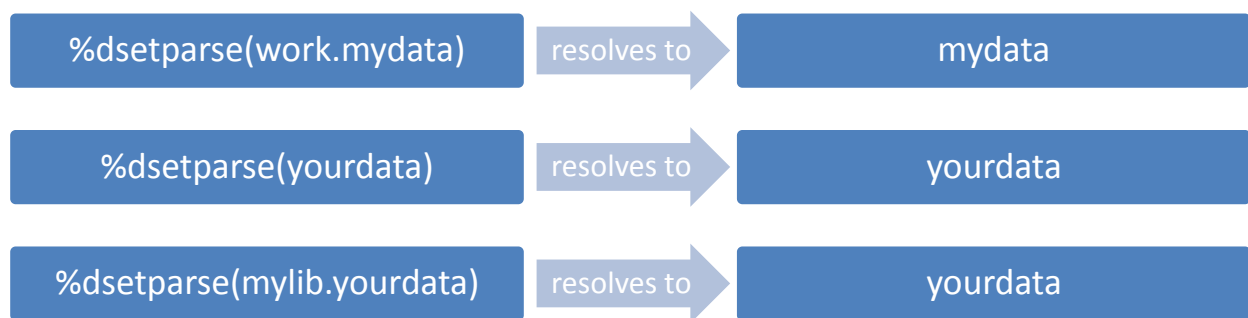 %dsetparse(work.mydata) resolves to mydata
%dsetparse(yourdata) resolves to yourdata
%dsetparse(mylib.yourdata) resolves to yourdata